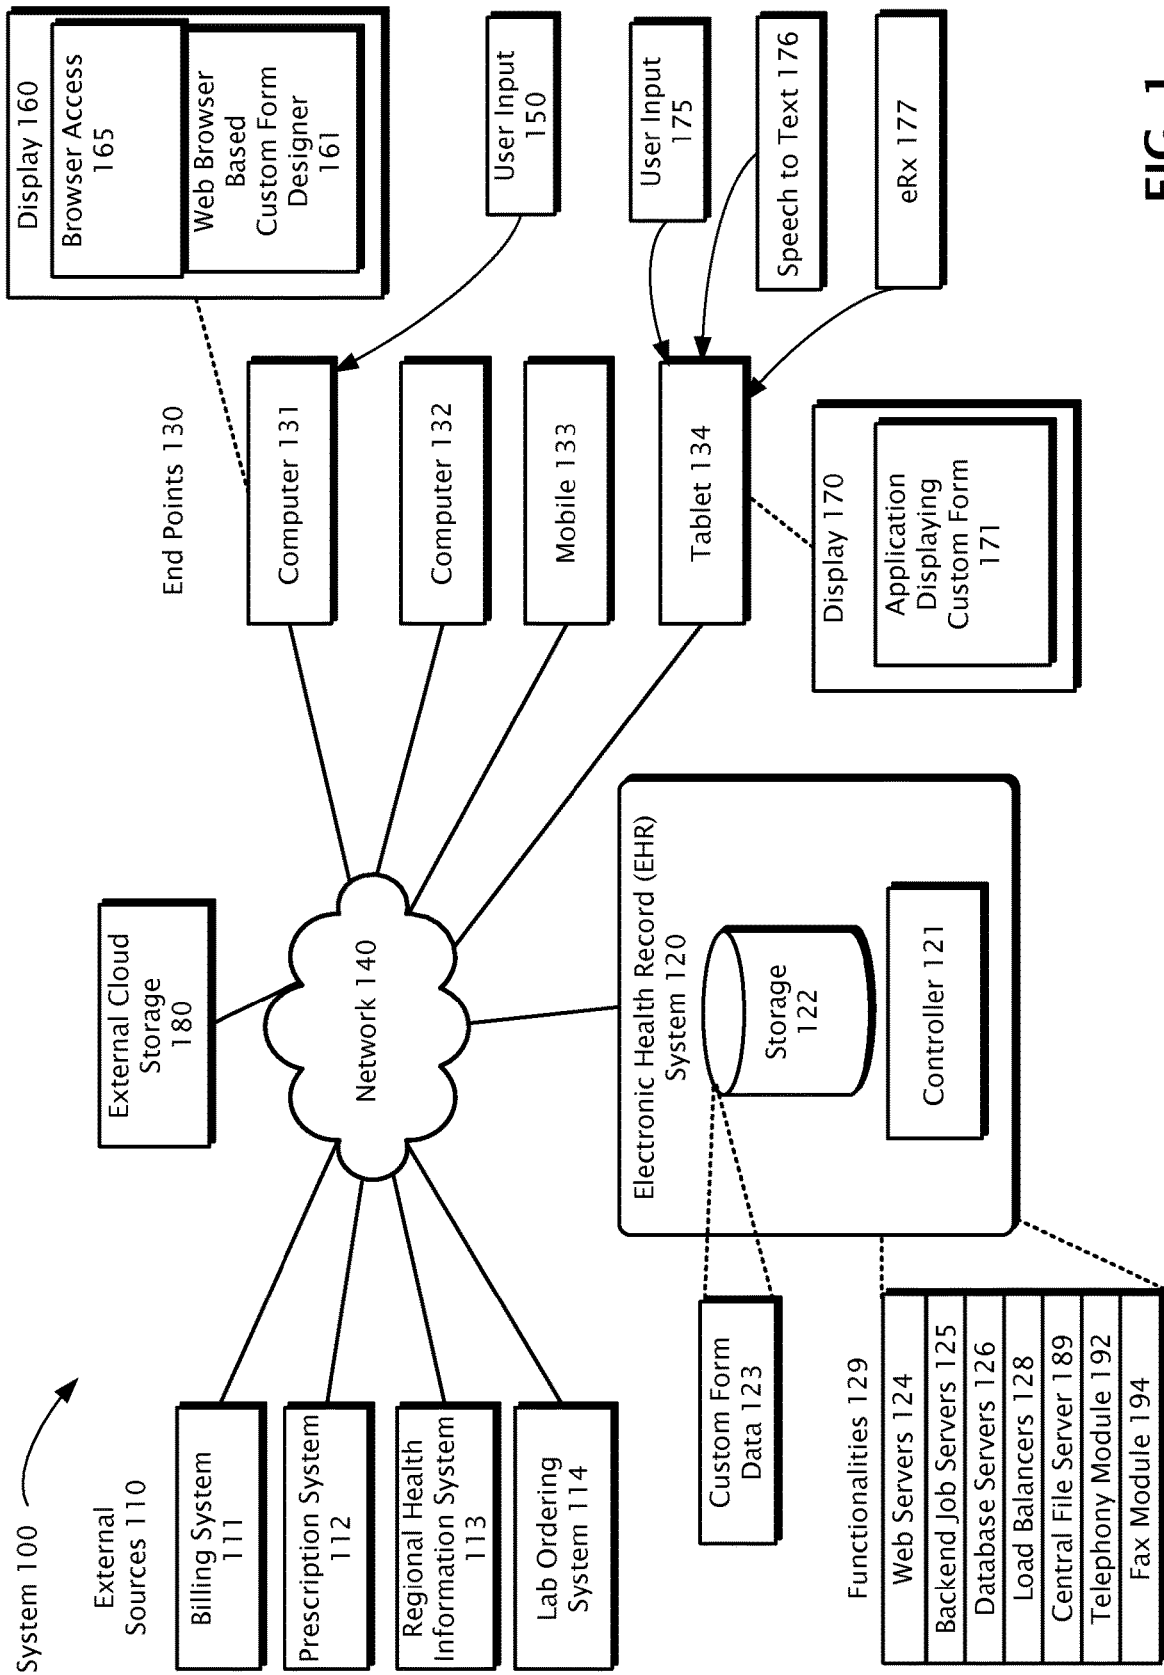 System 100
External
Sources 110
Billing System
111
Prescription System
112
Regional Health
Information System
113
Lab Ordering
System 114
External Cloud
Storage
180
Network 140
End Points 130
Computer 131
Computer 132
Mobile 133
Tablet 134
Display 160
Browser Access
165
Web Browser
Based
Custom Form
Designer
161
User Input
150
User Input
175
Speech to Text 176
eRx 177
Display 170
Application
Displaying
Custom Form
171
Electronic Health Record (EHR)
System 120
Storage
122
Controller 121
Custom Form
Data 123
Functionalities 129
Web Servers 124
Backend Job Servers 125
Database Servers 126
Load Balancers 128
Central File Server 189
Telephony Module 192
Fax Module 194
FIG. 1